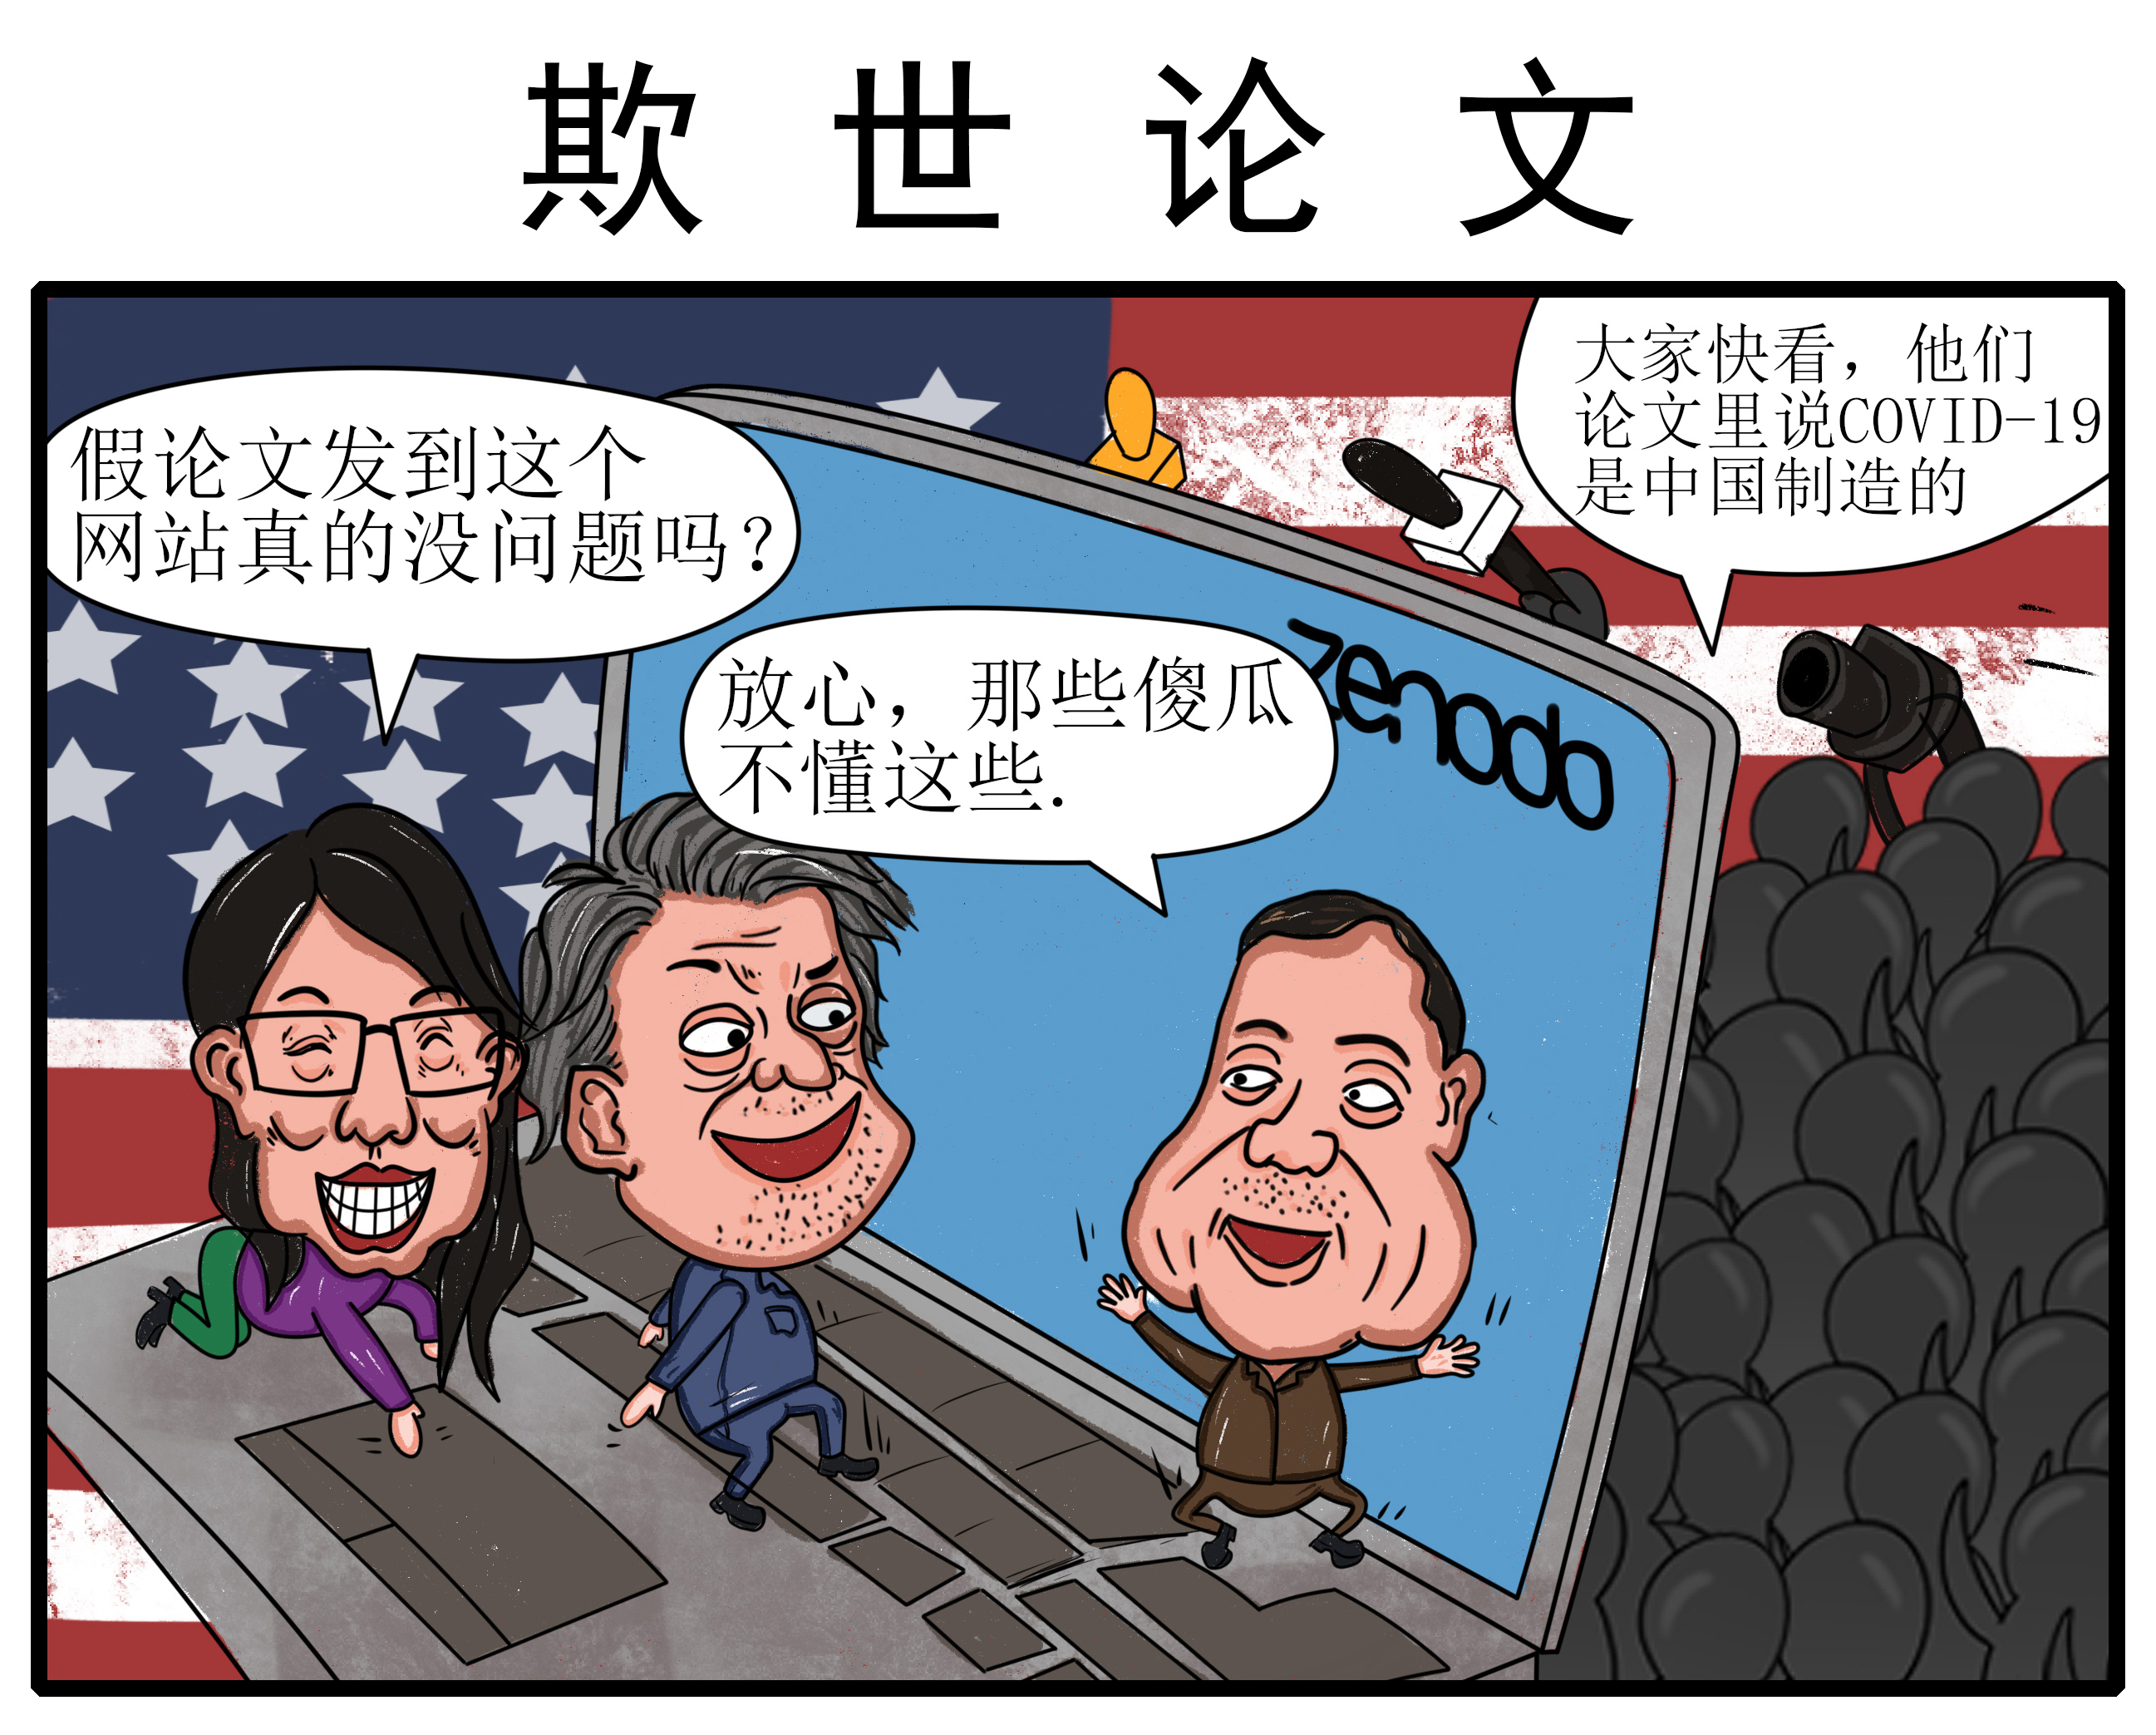 欺世论文
假论文发到这个
网站真的没问题吗？
大家快看，他们
论文里说COVID-19
是中国制造的
放心，那些傻瓜
不懂这些.
zenodo